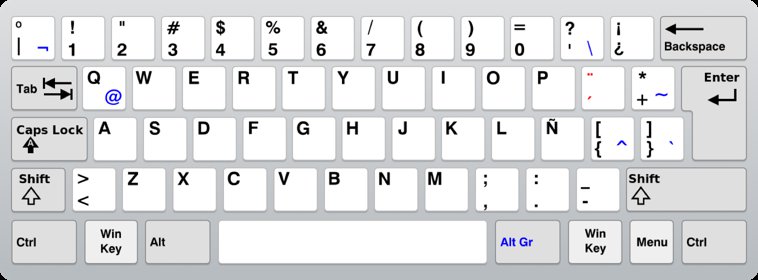 ° ! " # $ % & / ( ) = ? ¡
| ¬ 1 2 3 4 5 6 7 8 9 0 ' \ ¿ Backspace
Tab Q @ W E R T Y U I O P ¨ ´ * + ~ Enter
Caps Lock A S D F G H J K L Ñ [ { ^ ] } `
Shift > < Z X C V B N M ; , : . _ - Shift
Ctrl Win Key Alt Alt Gr Win Key Menu Ctrl